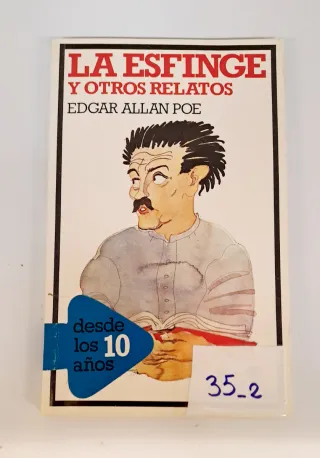 LA ESFINGE
Y OTROS RELATOS
EDGAR ALLAN POE
desde
los 10
años
35_2